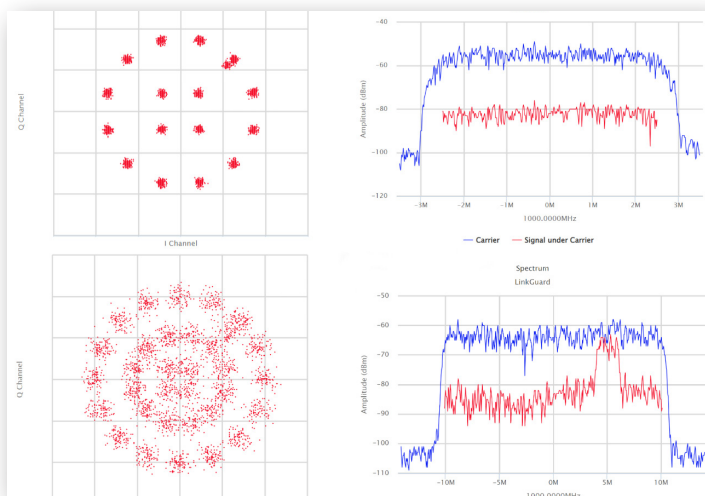 Q Channel
I Channel
Amplitude (dBm)
-40
-60
-80
-100
-120
-3M
-2M
-1M
0M
1M
2M
3M
1000.0000MHz
Carrier
Signal under Carrier
Q Channel
Spectrum
LinkGuard
Amplitude (dBm)
-50
-60
-70
-80
-90
-100
-110
-10M
-5M
0M
5M
10M
1000.0000MHz